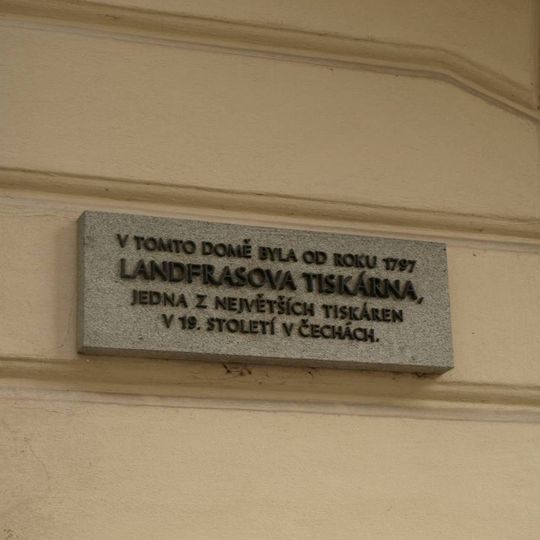 V TOMTO DOMĚ BYLA OD ROKU 1797
LANDFRASOVA TISKÁRNA,
JEDNA Z NEJVĚTŠÍCH TISKÁREN
V 19. STOLETÍ V ČECHÁCH.